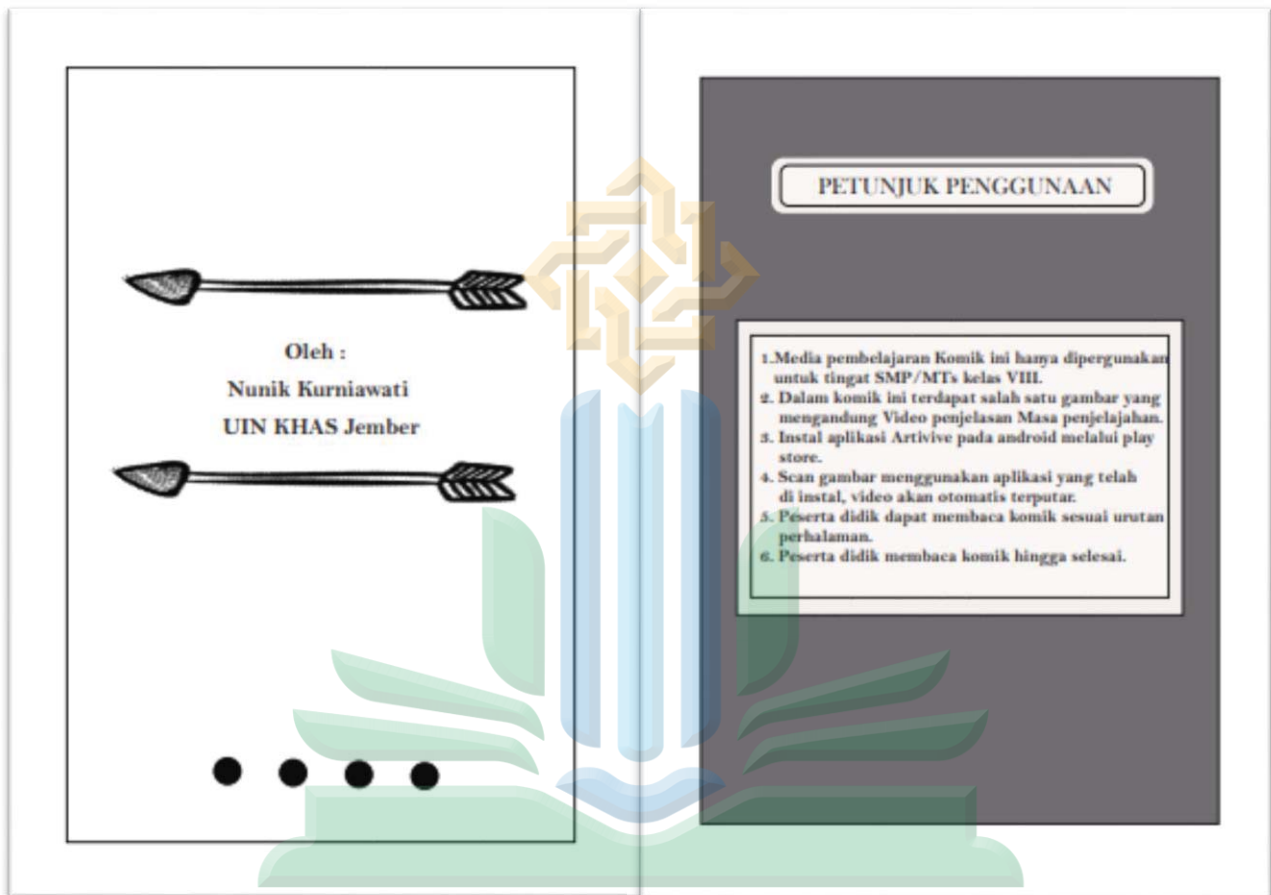 Oleh :
Nunik Kurniawati
UIN KHAS Jember
PETUNJUK PENGGUNAAN
1.Media pembelajaran Komik ini hanya dipergunakan
untuk tingat SMP/MTs kelas VIII.
2. Dalam komik ini terdapat salah satu gambar yang
mengandung Video penjelasan Masa penjelajahan.
3. Instal aplikasi Artivive pada android melalui play
store.
4. Scan gambar menggunakan aplikasi yang telah
di instal, video akan otomatis terputar.
5. Peserta didik dapat membaca komik sesuai urutan
perhalaman.
6. Peserta didik membaca komik hingga selesai.